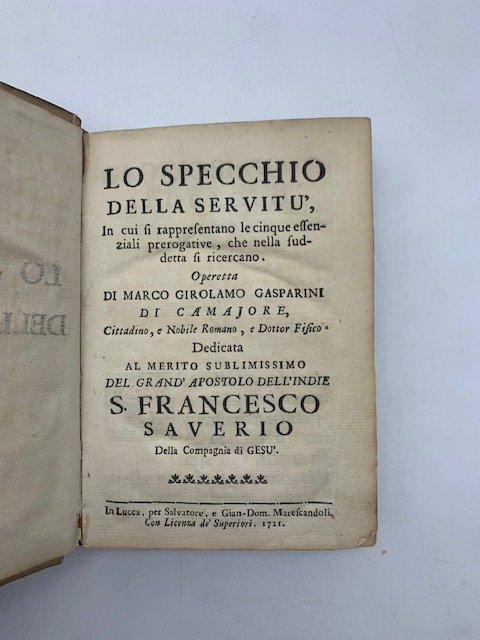 LO SPECCHIO
DELLA SERVITU',
In cui ſi rappreſentano le cinque eſſen-
ziali prerogative, che nella ſud-
detta ſi ricercano.
Operetta
DI MARCO GIROLAMO GASPARINI
DI CAMAJORE,
Cittadino, e Nobile Romano, e Dottor Fiſico.
Dedicata
AL MERITO SUBLIMISSIMO
DEL GRAND' APOSTOLO DELL'INDIE
S. FRANCESCO
SAVERIO
Della Compagnia di GESU'.
In Lucca, per Salvatore, e Gian-Dom. Mareſcandoli,
Con Licenza de' Superiori. 1721.